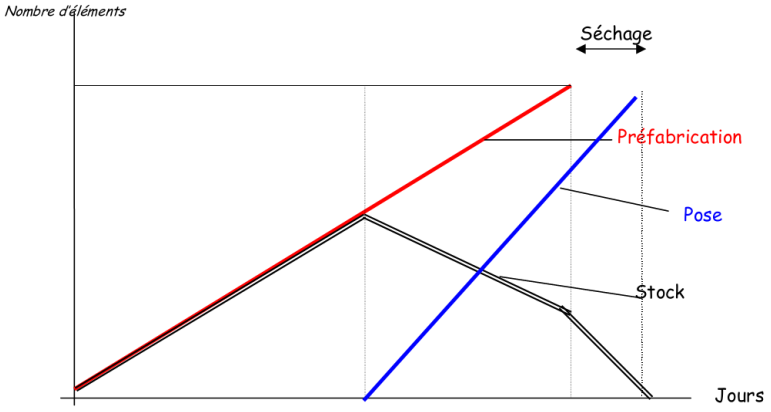 Nombre d'éléments
Séchage
Préfabrication
Pose
Stock
Jours